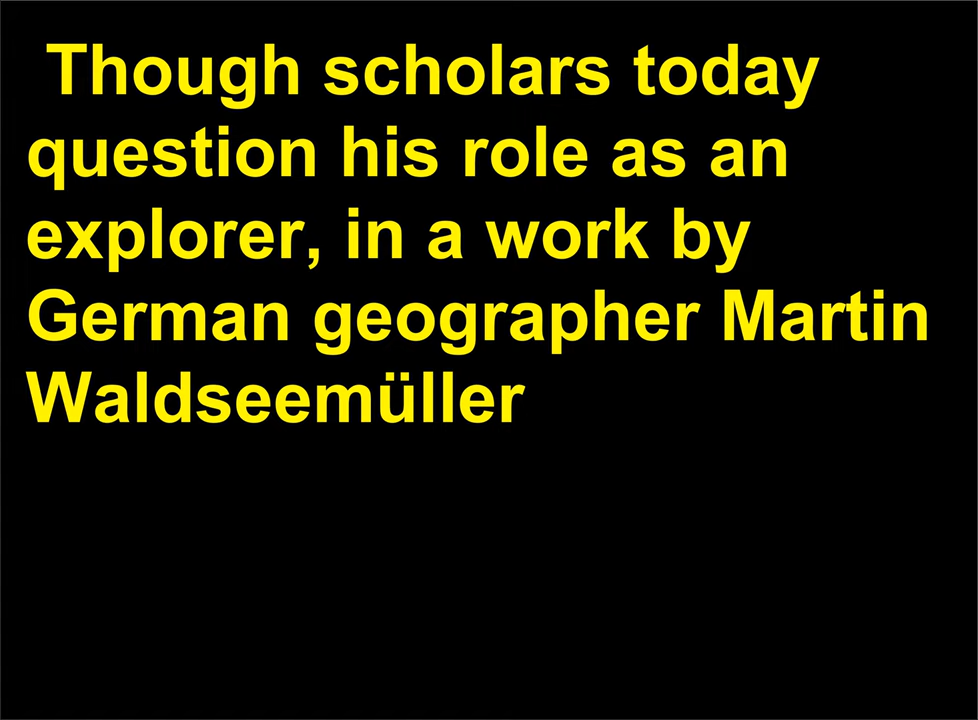 Though scholars today
question his role as an
explorer, in a work by
German geographer Martin
Waldseemüller